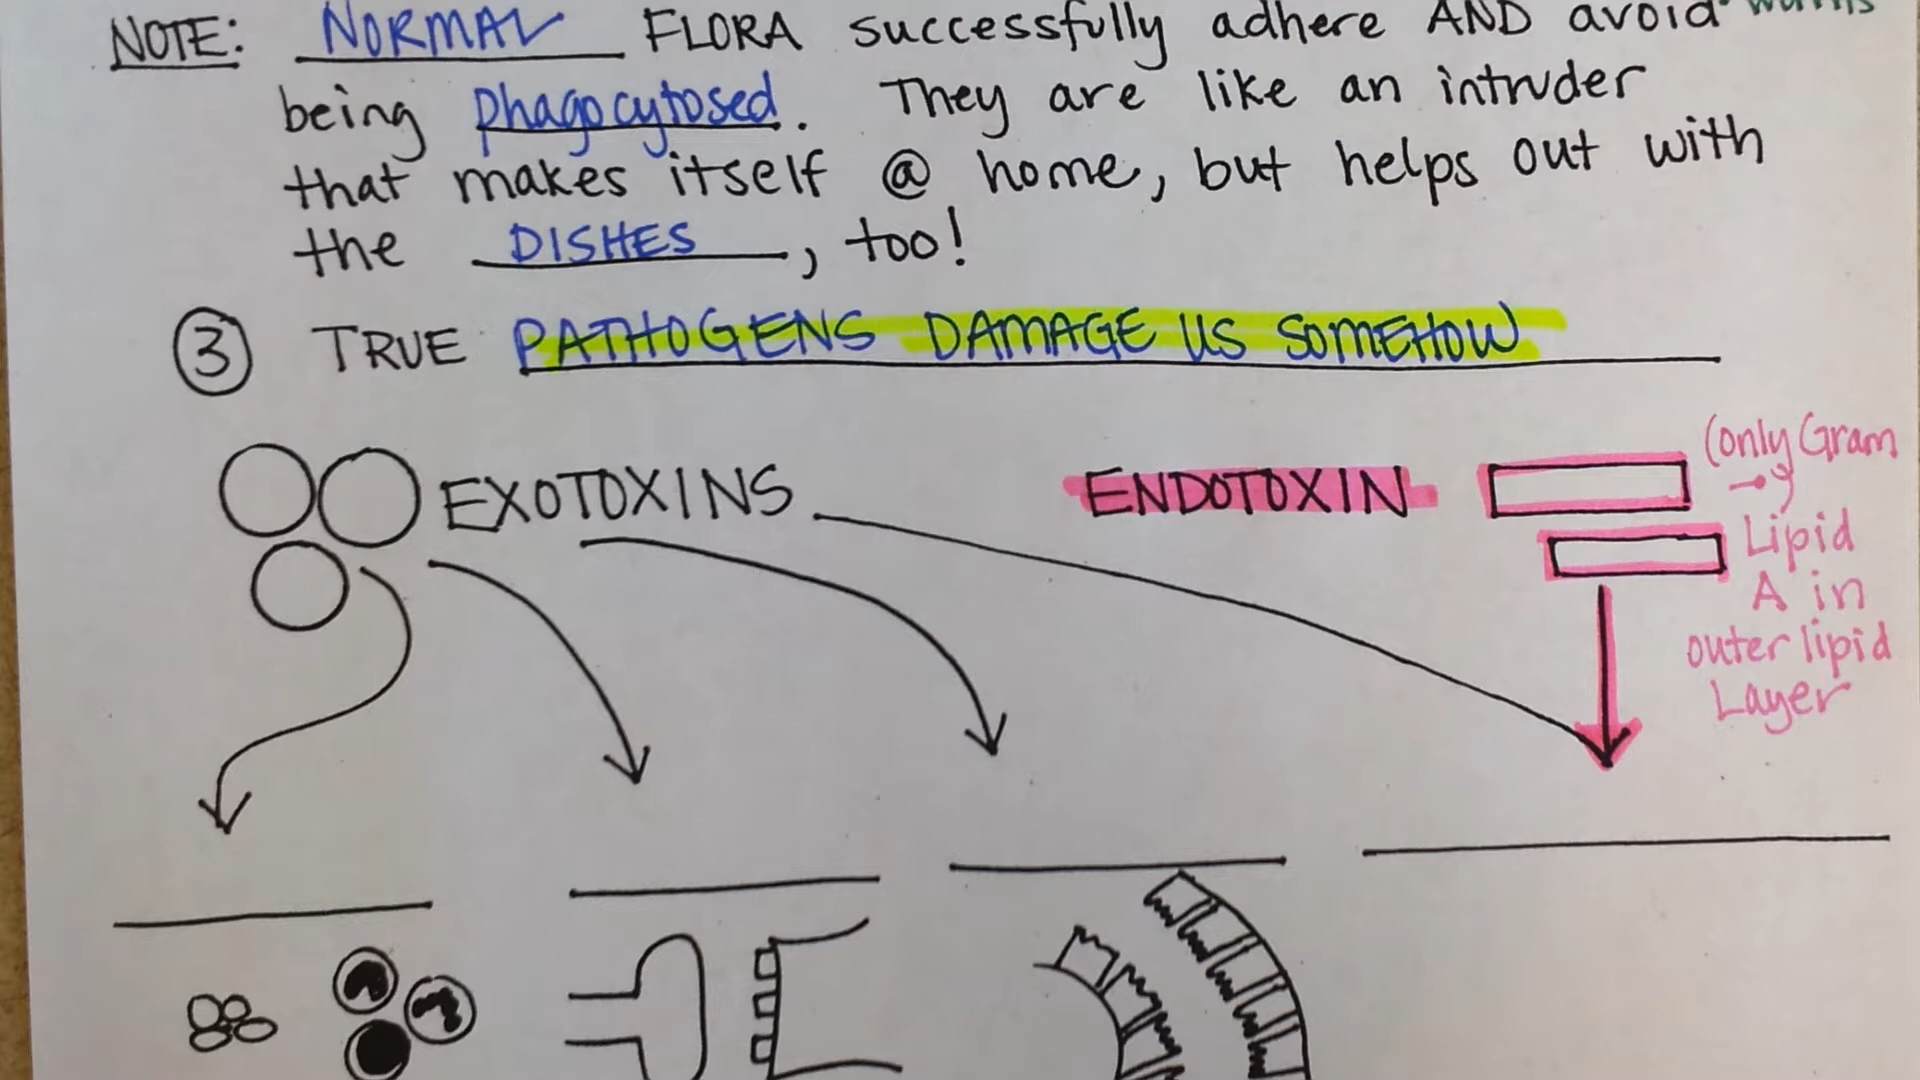 NOTE: NORMAL FLORA successfully adhere AND avoid
being phagocytosed. They are like an intruder
that makes itself @ home, but helps out with
the DISHES, too!
③ TRUE PATHOGENS DAMAGE US SOMEHOW
EXOTOXINS
ENDOTOXIN
(only Gram
Lipid
A in
outer lipid
Layer